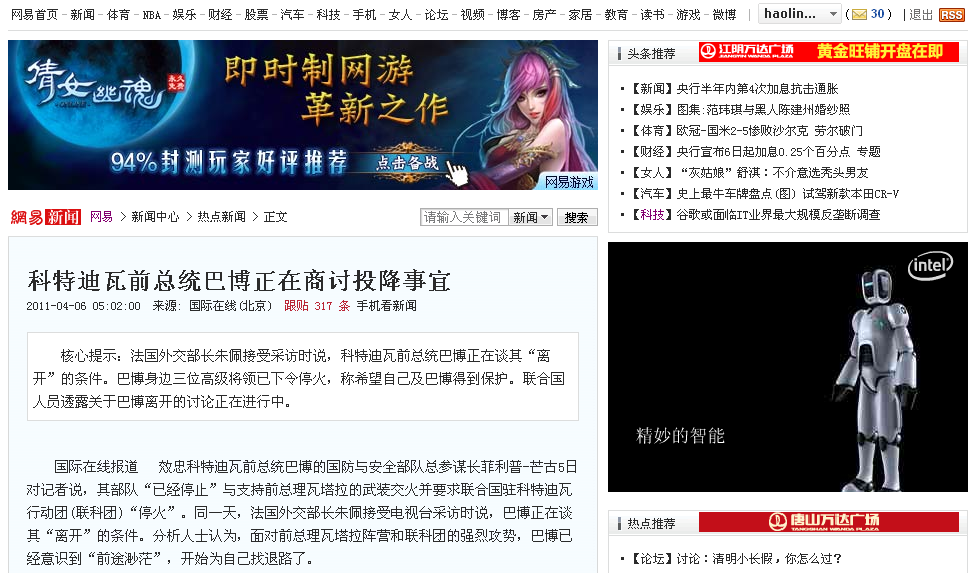 网易首页 - 新闻 - 体育 - NBA - 娱乐 - 财经 - 股票 - 汽车 - 科技 - 手机 - 女人 - 论坛 - 视频 - 博客 - 房产 - 家居 - 教育 - 读书 - 游戏 - 微博 | haolin... ( 30 ) | 退出 RSS
倩女幽魂
永久免费
即时制网游
革新之作
94%封测玩家好评推荐 点击备战
网易游戏
網易 新闻 网易 > 新闻中心 > 热点新闻 > 正文 请输入关键词 新闻 搜索
科特迪瓦前总统巴博正在商讨投降事宜
2011-04-06 05:02:00 来源: 国际在线(北京) 跟贴 317 条 手机看新闻
核心提示：法国外交部长朱佩接受采访时说，科特迪瓦前总统巴博正在谈其“离
开”的条件。巴博身边三位高级将领已下令停火，称希望自己及巴博得到保护。联合国
人员透露关于巴博离开的讨论正在进行中。
国际在线报道 效忠科特迪瓦前总统巴博的国防与安全部队总参谋长菲利普-芒古5日
对记者说，其部队“已经停止”与支持前总理瓦塔拉的武装交火并要求联合国驻科特迪瓦
行动团(联科团)“停火”。同一天，法国外交部长朱佩接受电视台采访时说，巴博正在谈
其“离开”的条件。分析人士认为，面对前总理瓦塔拉阵营和联科团的强烈攻势，巴博已
经意识到“前途渺茫”，开始为自己找退路了。
头条推荐 江阴万达广场 JIANGYIN WANDA PLAZA 黄金旺铺开盘在即
【新闻】央行半年内第4次加息抗击通胀
【娱乐】图集:范玮琪与黑人陈建州婚纱照
【体育】欧冠-国米2-5惨败沙尔克 劳尔破门
【财经】央行宣布6日起加息0.25个百分点 专题
【女人】“灰姑娘”舒淇：不介意选秃头男友
【汽车】史上最牛车牌盘点(图) 试驾新款本田CR-V
【科技】谷歌或面临IT业界最大规模反垄断调查
intel
精妙的智能
热点推荐 唐山万达广场 TANGSHAN WANDA PLAZA
【论坛】讨论：清明小长假，你怎么过？